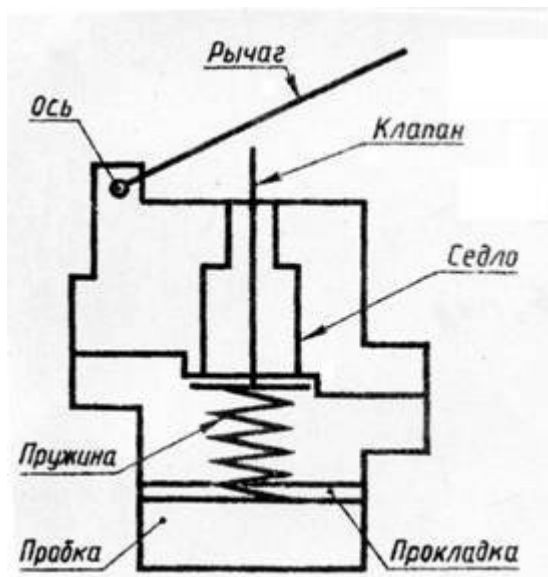 Рычаг
Ось
Клапан
Седло
Пружина
Пробка
Прокладка